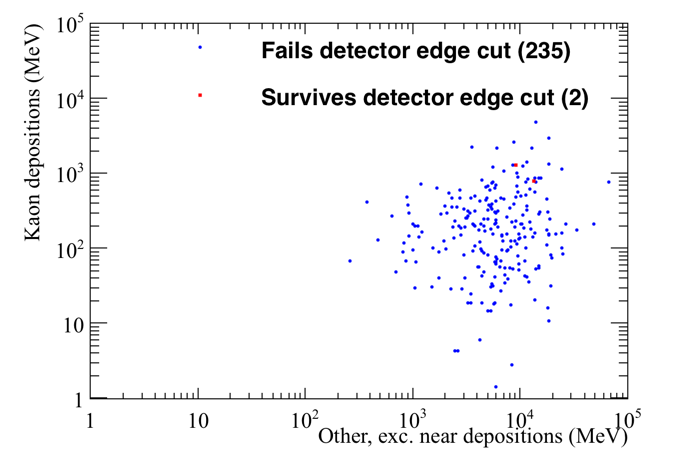 Kaon depositions (MeV)
10^5
10^4
10^3
10^2
10
1
Fails detector edge cut (235)
Survives detector edge cut (2)
1 10 10^2 10^3 10^4 10^5
Other, exc. near depositions (MeV)